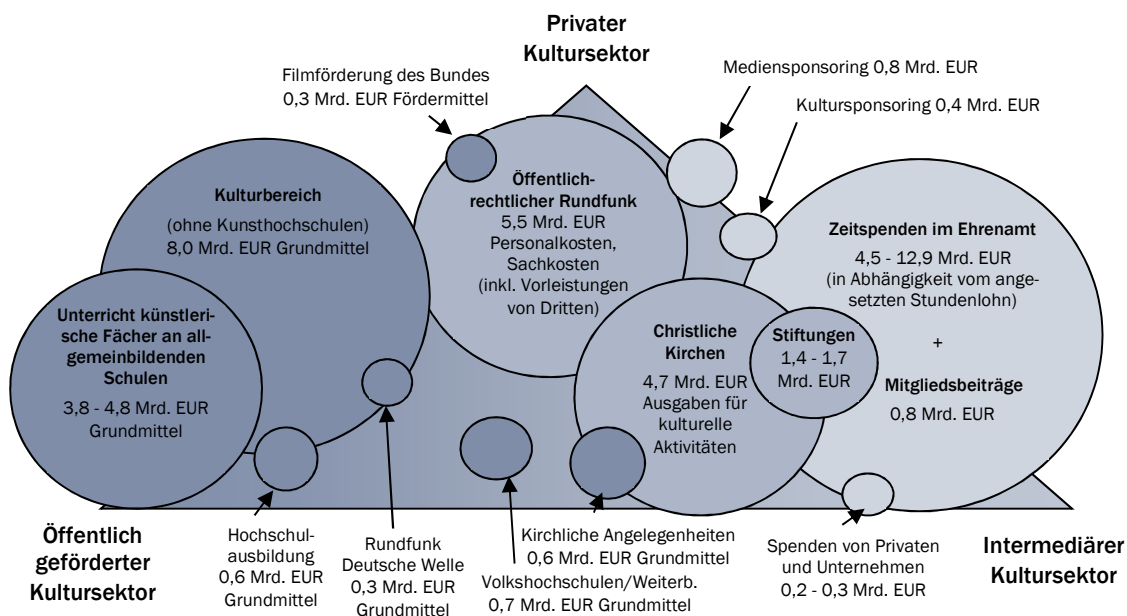 Privater
Kultursektor
Filmförderung des Bundes
0,3 Mrd. EUR Fördermittel
Mediensponsoring 0,8 Mrd. EUR
Kultursponsoring 0,4 Mrd. EUR
Kulturbereich
(ohne Kunsthochschulen)
8,0 Mrd. EUR Grundmittel
Öffentlich-
rechtlicher Rundfunk
5,5 Mrd. EUR
Personalkosten,
Sachkosten
(inkl. Vorleistungen
von Dritten)
Zeitspenden im Ehrenamt
4,5 - 12,9 Mrd. EUR
(in Abhängigkeit vom ange-
setzten Stundenlohn)
+
Mitgliedsbeiträge
0,8 Mrd. EUR
Unterricht künstleri-
sche Fächer an all-
gemeinbildenden
Schulen
3,8 - 4,8 Mrd. EUR
Grundmittel
Christliche
Kirchen
4,7 Mrd. EUR
Ausgaben für
kulturelle
Aktivitäten
Stiftungen
1,4 - 1,7
Mrd. EUR
Öffentlich
geförderter
Kultursektor
Hochschul-
ausbildung
0,6 Mrd. EUR
Grundmittel
Rundfunk
Deutsche Welle
0,3 Mrd. EUR
Grundmittel
Kirchliche Angelegenheiten
0,6 Mrd. EUR Grundmittel
Volkshochschulen/Weiterb.
0,7 Mrd. EUR Grundmittel
Spenden von Privaten
und Unternehmen
0,2 - 0,3 Mrd. EUR
Intermediärer
Kultursektor